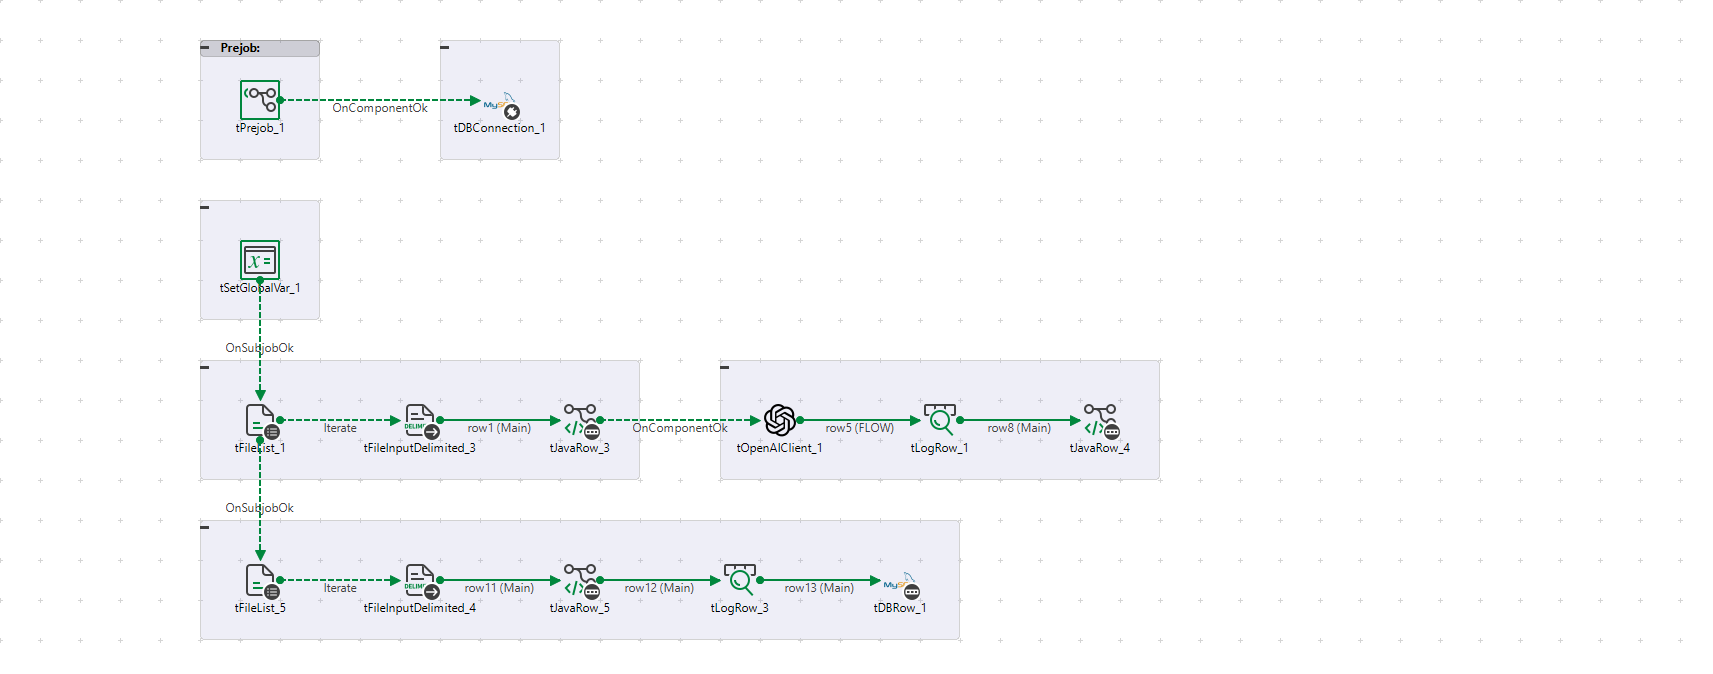 Prejob:
OnComponentOk
tPrejob_1
tDBConnection_1
tSetGlobalVar_1
OnSubjobOk
Iterate
row1 (Main)
OnComponentOk
row5 (FLOW)
row8 (Main)
tFileList_1
tFileInputDelimited_3
tJavaRow_3
tOpenAIClient_1
tLogRow_1
tJavaRow_4
OnSubjobOk
Iterate
row11 (Main)
row12 (Main)
row13 (Main)
tFileList_5
tFileInputDelimited_4
tJavaRow_5
tLogRow_3
tDBRow_1